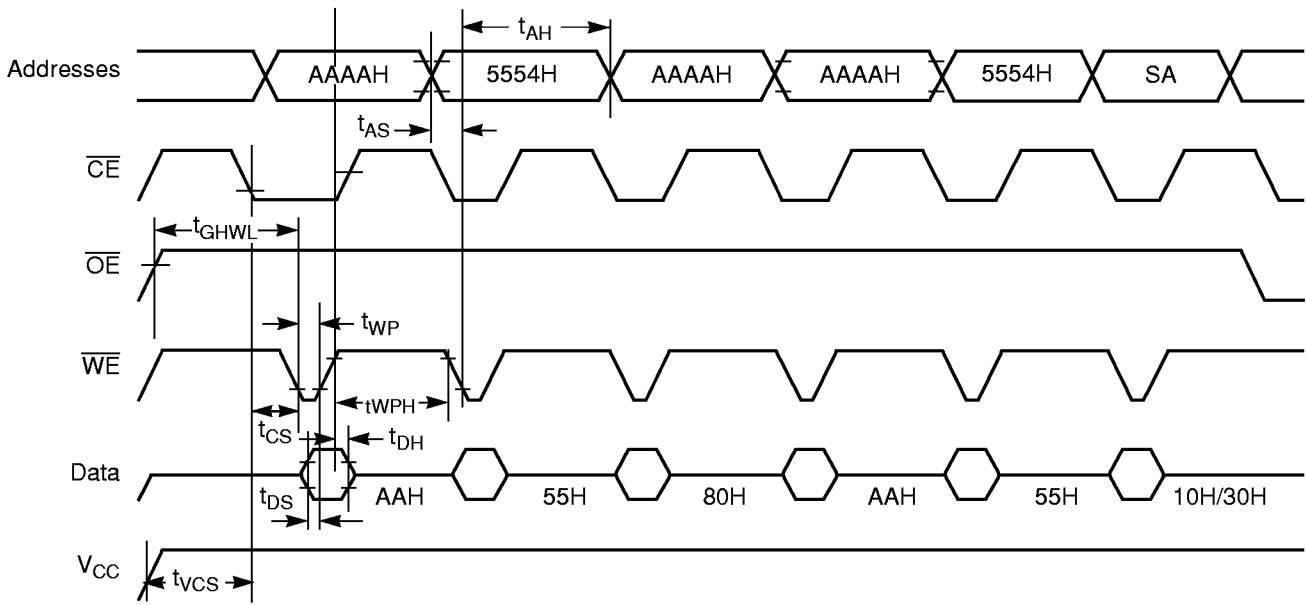 tAH
Addresses AAAAH 5554H AAAAH AAAAH 5554H SA
tAS
CE
tGHWL
OE
tWP
WE
tWPH
tCS tDH
Data
tDS AAH 55H 80H AAH 55H 10H/30H
VCC
tVCS